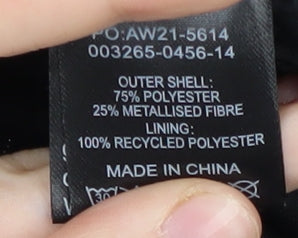 PO:AW21-5614
003265-0456-14
OUTER SHELL:
75% POLYESTER
25% METALLISED FIBRE
LINING:
100% RECYCLED POLYESTER
MADE IN CHINA
30